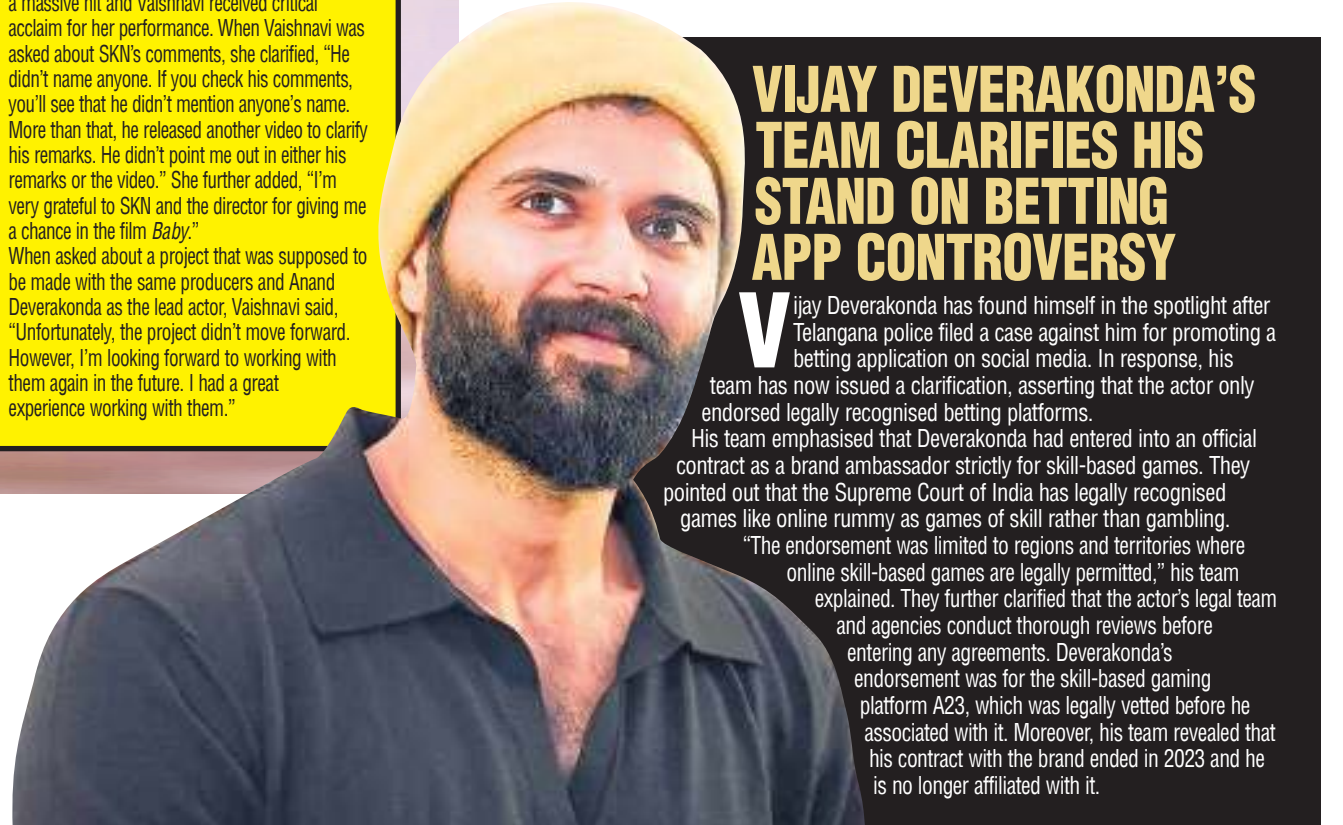 a massive hit and Vaishnavi received critical
acclaim for her performance. When Vaishnavi was
asked about SKN's comments, she clarified, “He
didn't name anyone. If you check his comments,
you'll see that he didn't mention anyone's name.
More than that, he released another video to clarify
his remarks. He didn't point me out in either his
remarks or the video.” She further added, “I'm
very grateful to SKN and the director for giving me
a chance in the film Baby.”
When asked about a project that was supposed to
be made with the same producers and Anand
Deverakonda as the lead actor, Vaishnavi said,
“Unfortunately, the project didn't move forward.
However, I'm looking forward to working with
them again in the future. I had a great
experience working with them.”
VIJAY DEVERAKONDA'S
TEAM CLARIFIES HIS
STAND ON BETTING
APP CONTROVERSY
Vijay Deverakonda has found himself in the spotlight after
Telangana police filed a case against him for promoting a
betting application on social media. In response, his
team has now issued a clarification, asserting that the actor only
endorsed legally recognised betting platforms.
His team emphasised that Deverakonda had entered into an official
contract as a brand ambassador strictly for skill-based games. They
pointed out that the Supreme Court of India has legally recognised
games like online rummy as games of skill rather than gambling.
“The endorsement was limited to regions and territories where
online skill-based games are legally permitted,” his team
explained. They further clarified that the actor's legal team
and agencies conduct thorough reviews before
entering any agreements. Deverakonda's
endorsement was for the skill-based gaming
platform A23, which was legally vetted before he
associated with it. Moreover, his team revealed that
his contract with the brand ended in 2023 and he
is no longer affiliated with it.